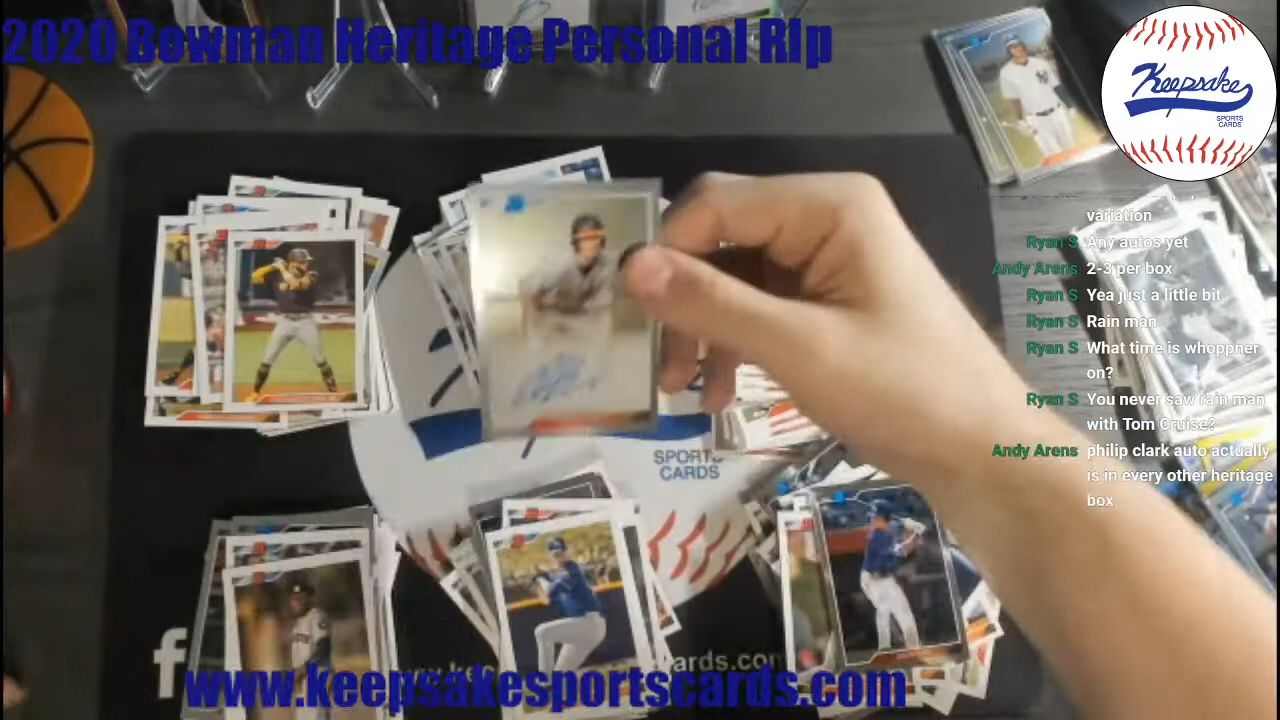 2020 Bowman Heritage Personal Rip
Keepsake
SPORTS
CARDS
variation
Ryan S Any autos yet
Andy Arens 2-3 per box
Ryan S Yea just a little bit
Ryan S Rain man
Ryan S What time is whoppner
on?
Ryan S You never saw rain man
with Tom Cruise?
Andy Arens philip clark auto actually
is in every other heritage
box
SPORTS
CARDS
f
www.keepsakesportscards.com